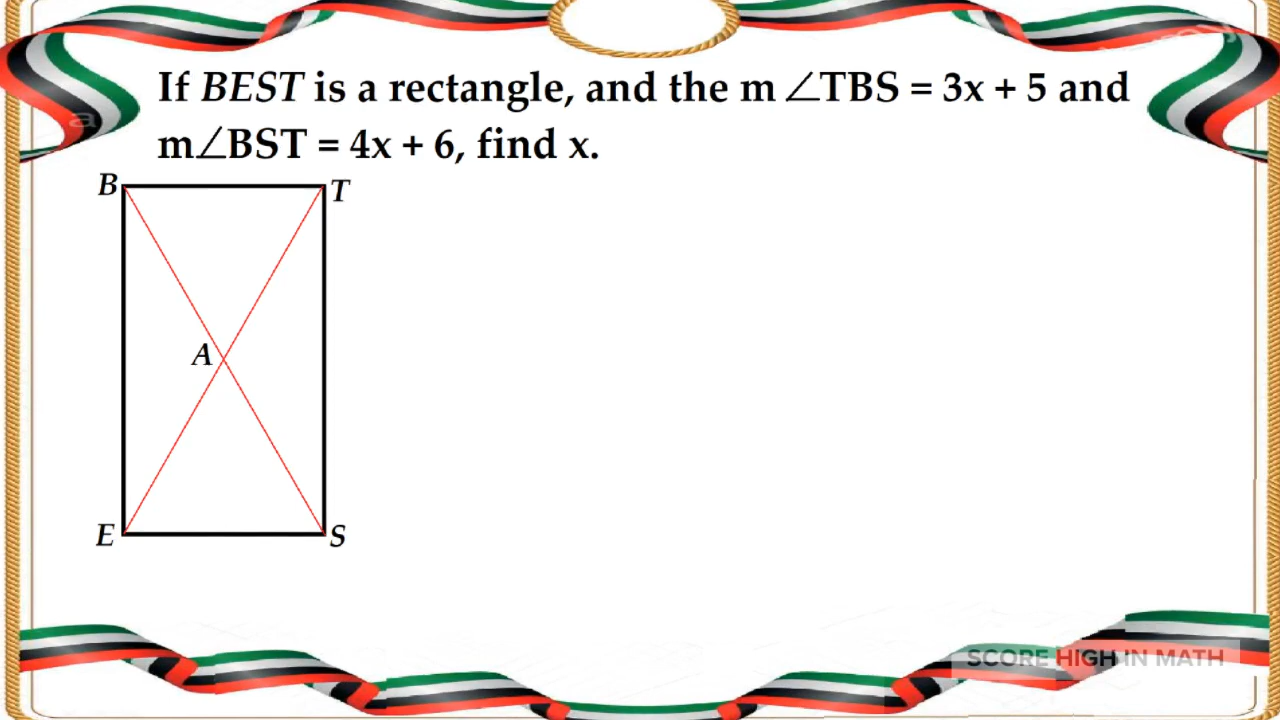 If BEST is a rectangle, and the m ∠TBS = 3x + 5 and
m∠BST = 4x + 6, find x.
B
T
A
E
S
SCORE HIGH IN MATH